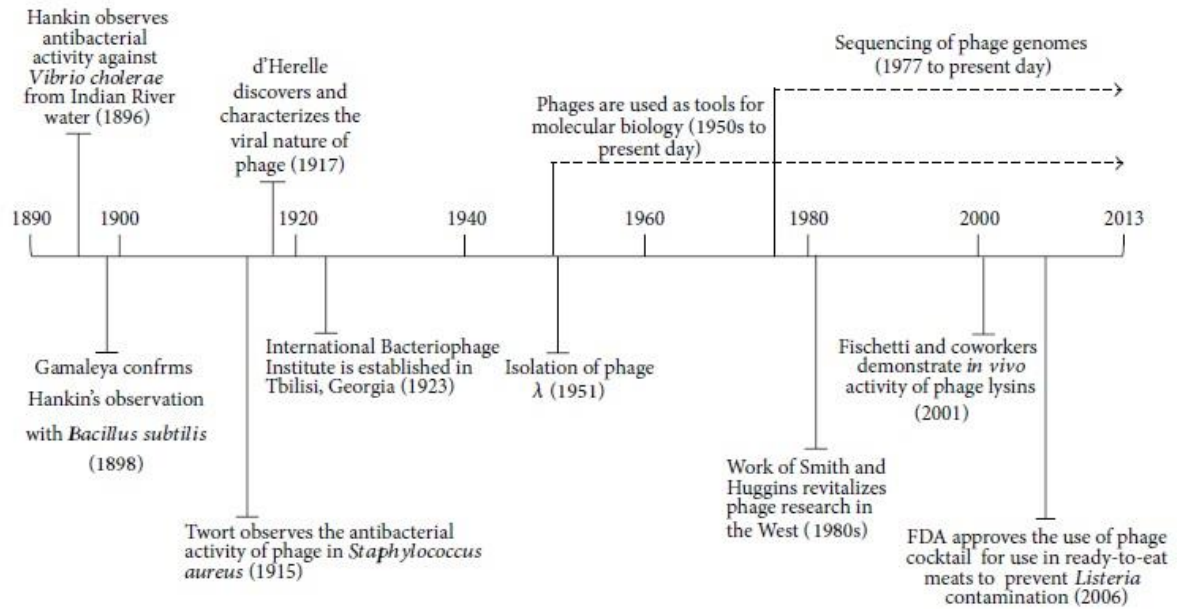 Hankin observes
antibacterial
activity against
Vibrio cholerae
from Indian River
water (1896)
d'Herelle
discovers and
characterizes the
viral nature of
phage (1917)
Phages are used as tools for
molecular biology (1950s to
present day)
Sequencing of phage genomes
(1977 to present day)
1890
1900
1920
1940
1960
1980
2000
2013
Gamaleya confrms
Hankin's observation
with Bacillus subtilis
(1898)
Twort observes the antibacterial
activity of phage in Staphylococcus
aureus (1915)
International Bacteriophage
Institute is established in
Tbilisi, Georgia (1923)
Isolation of phage
λ (1951)
Work of Smith and
Huggins revitalizes
phage research in
the West (1980s)
Fischetti and coworkers
demonstrate in vivo
activity of phage lysins
(2001)
FDA approves the use of phage
cocktail for use in ready-to-eat
meats to prevent Listeria
contamination (2006)